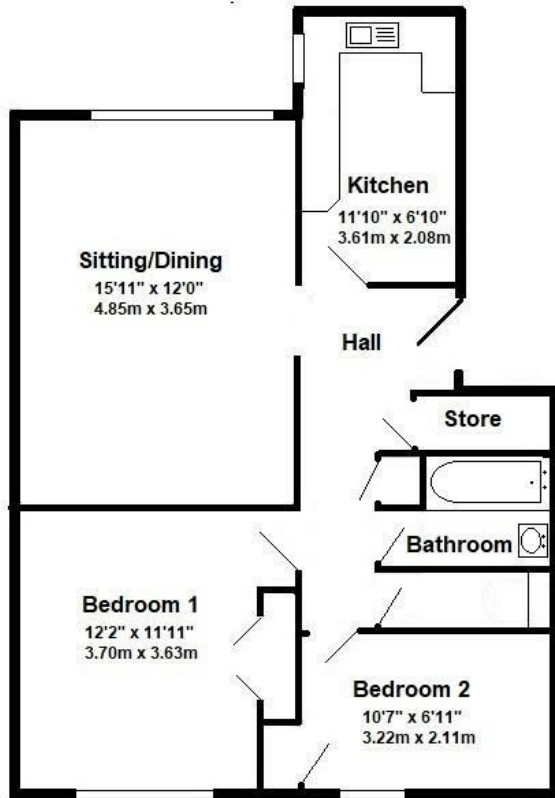 Kitchen
11'10" x 6'10"
3.61m x 2.08m
Sitting/Dining
15'11" x 12'0"
4.85m x 3.65m
Hall
Store
Bathroom
Bedroom 1
12'2" x 11'11"
3.70m x 3.63m
Bedroom 2
10'7" x 6'11"
3.22m x 2.11m